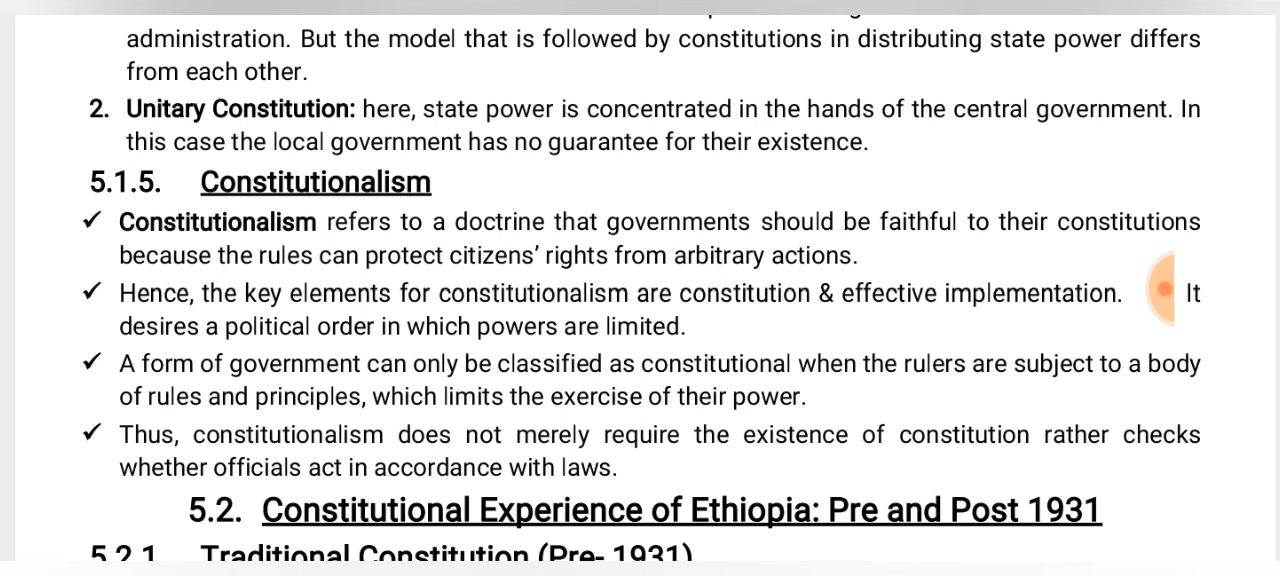 administration. But the model that is followed by constitutions in distributing state power differs
from each other.
2. Unitary Constitution: here, state power is concentrated in the hands of the central government. In
this case the local government has no guarantee for their existence.
5.1.5. Constitutionalism
✓ Constitutionalism refers to a doctrine that governments should be faithful to their constitutions
because the rules can protect citizens’ rights from arbitrary actions.
✓ Hence, the key elements for constitutionalism are constitution & effective implementation. It
desires a political order in which powers are limited.
✓ A form of government can only be classified as constitutional when the rulers are subject to a body
of rules and principles, which limits the exercise of their power.
✓ Thus, constitutionalism does not merely require the existence of constitution rather checks
whether officials act in accordance with laws.
5.2. Constitutional Experience of Ethiopia: Pre and Post 1931
5.2.1 Traditional Constitution (Pre- 1931)